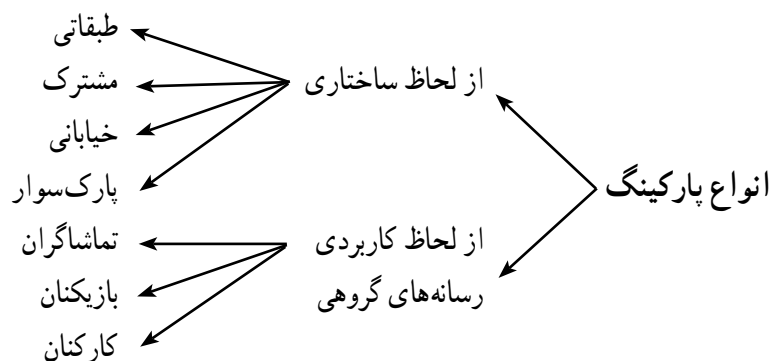 انواع پارکینگ
از لحاظ ساختاری
طبقاتی
مشترک
خیابانی
پارک‌سوار
از لحاظ کاربردی
رسانه‌های گروهی
تماشاگران
بازیکنان
کارکنان